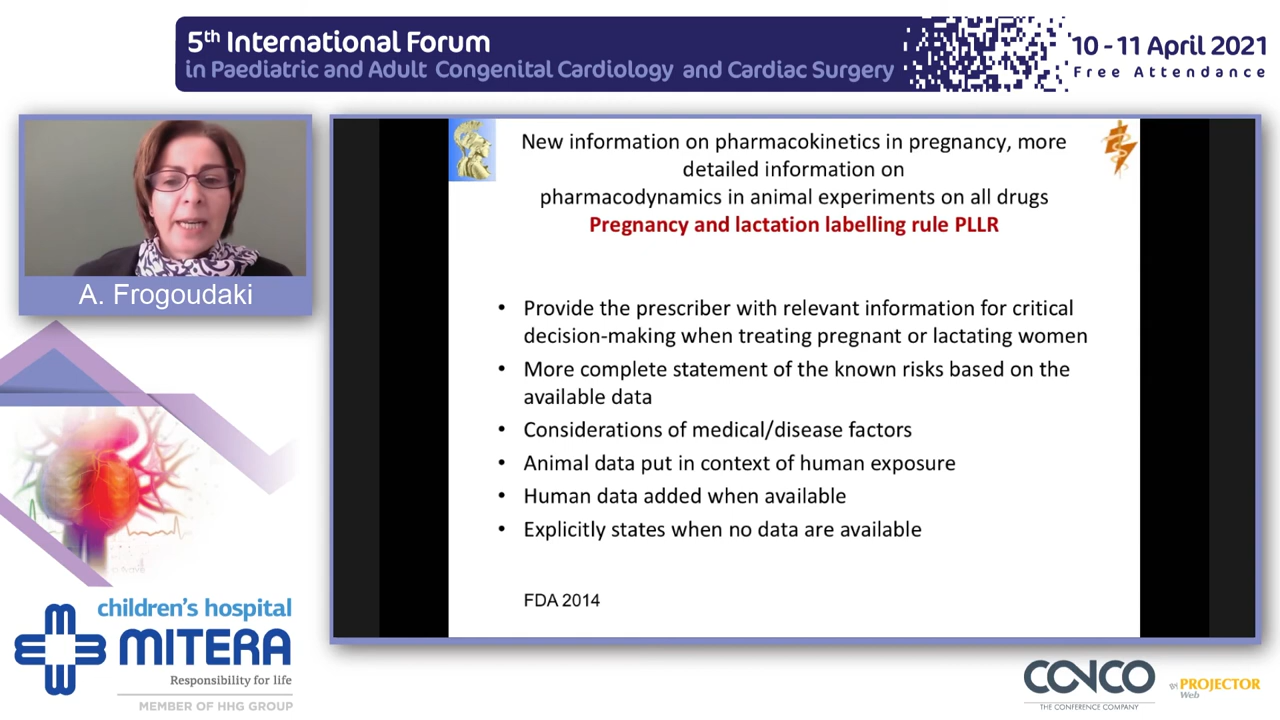 5th International Forum
in Paediatric and Adult Congenital Cardiology and Cardiac Surgery
10 - 11 April 2021
Free Attendance
A. Frogoudaki
New information on pharmacokinetics in pregnancy, more
detailed information on
pharmacodynamics in animal experiments on all drugs
Pregnancy and lactation labelling rule PLLR
• Provide the prescriber with relevant information for critical
decision-making when treating pregnant or lactating women
• More complete statement of the known risks based on the
available data
• Considerations of medical/disease factors
• Animal data put in context of human exposure
• Human data added when available
• Explicitly states when no data are available
FDA 2014
children's hospital
MITERA
Responsibility for life
MEMBER OF HHG GROUP
CONCO
THE CONFERENCE COMPANY
BY PROJECTOR
Web